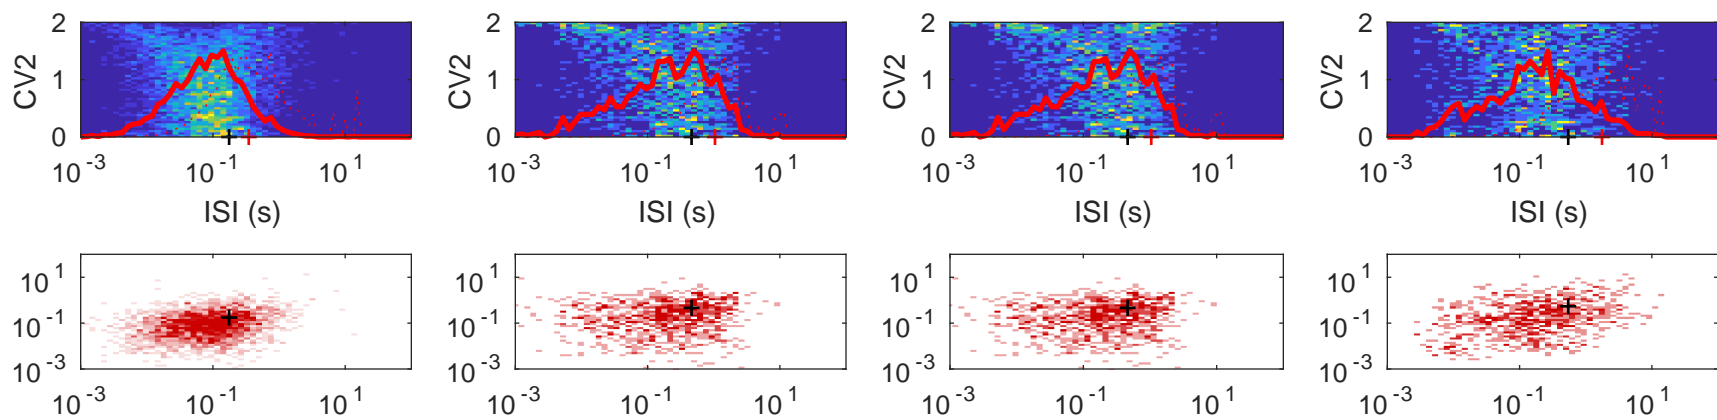 2 2 2 2
CV2 CV2 CV2 CV2
1 1 1 1
0 0 0 0
10^-3 10^-1 10^1 10^-3 10^-1 10^1 10^-3 10^-1 10^1 10^-3 10^-1 10^1
ISI (s) ISI (s) ISI (s) ISI (s)
10^1 10^1 10^1 10^1
10^-1 10^-1 10^-1 10^-1
10^-3 10^-3 10^-3 10^-3
10^-3 10^-1 10^1 10^-3 10^-1 10^1 10^-3 10^-1 10^1 10^-3 10^-1 10^1